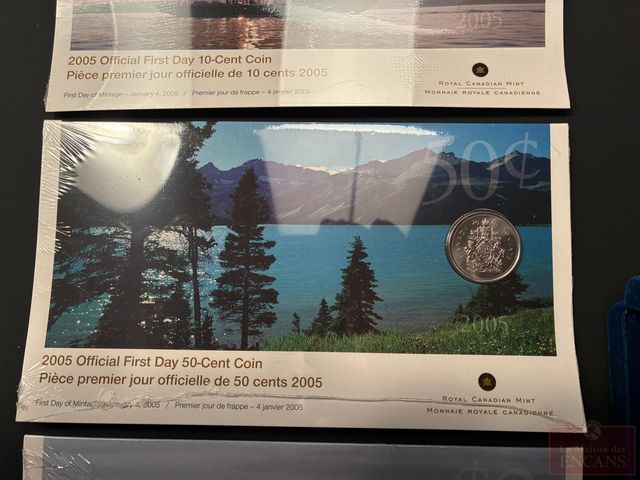 2005
2005 Official First Day 10-Cent Coin
Pièce premier jour officielle de 10 cents 2005
First Day of Mintage – January 4, 2005 / Premier jour de frappe – 4 janvier 2005
ROYAL CANADIAN MINT
MONNAIE ROYALE CANADIENNE
50¢
2005
2005 Official First Day 50-Cent Coin
Pièce premier jour officielle de 50 cents 2005
First Day of Mintage – January 4, 2005 / Premier jour de frappe – 4 janvier 2005
ROYAL CANADIAN MINT
MONNAIE ROYALE CANADIENNE
La Maison des
ENCANS